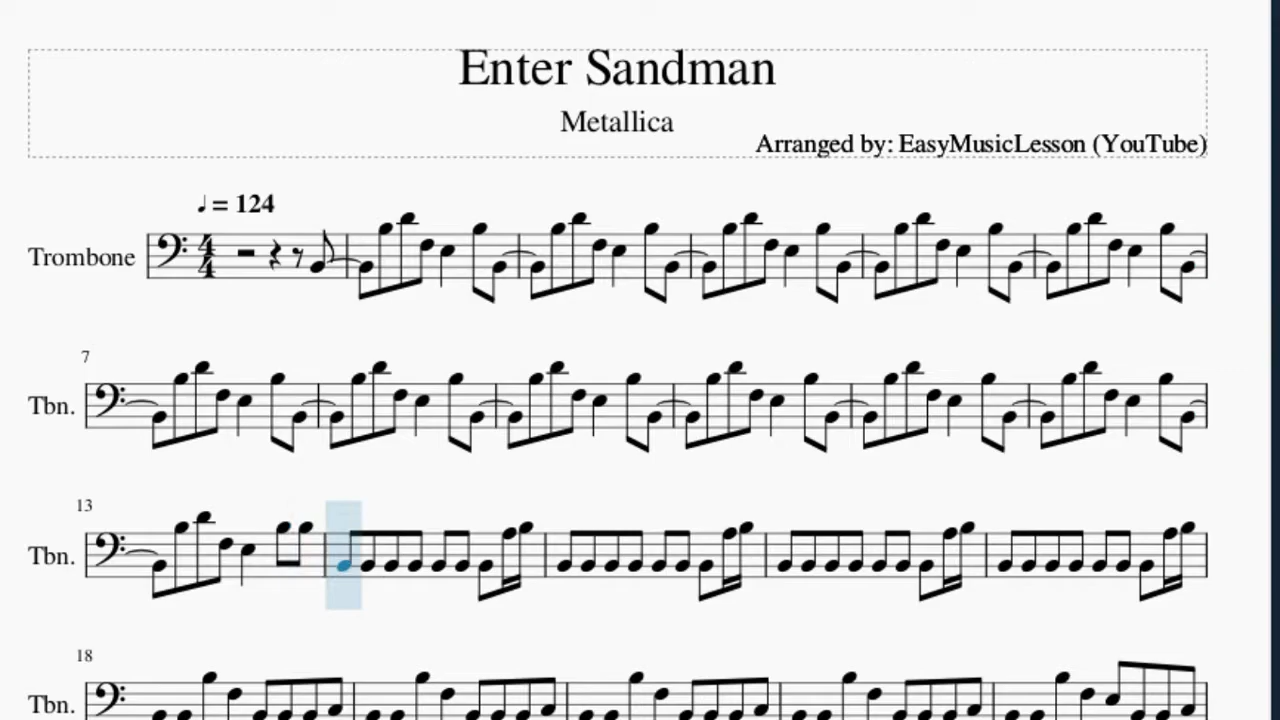 Enter Sandman
Metallica
Arranged by: EasyMusicLesson (YouTube)
♩ = 124
Trombone
4
4
7
Tbn.
13
Tbn.
18
Tbn.